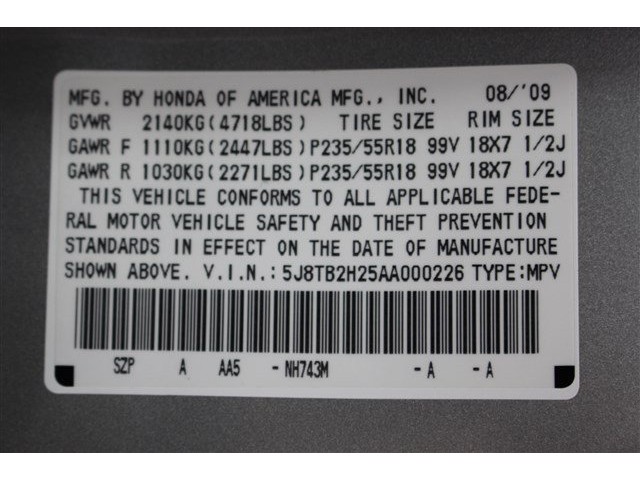 MFG. BY HONDA OF AMERICA MFG., INC. 08/'09
GVWR 2140KG(4718LBS) TIRE SIZE RIM SIZE
GAWR F 1110KG(2447LBS)P235/55R18 99V 18X7 1/2J
GAWR R 1030KG(2271LBS)P235/55R18 99V 18X7 1/2J
THIS VEHICLE CONFORMS TO ALL APPLICABLE FEDE-
RAL MOTOR VEHICLE SAFETY AND THEFT PREVENTION
STANDARDS IN EFFECT ON THE DATE OF MANUFACTURE
SHOWN ABOVE. V.I.N.:5J8TB2H25AA000226 TYPE:MPV
SZP A AA5 -NH743M -A -A